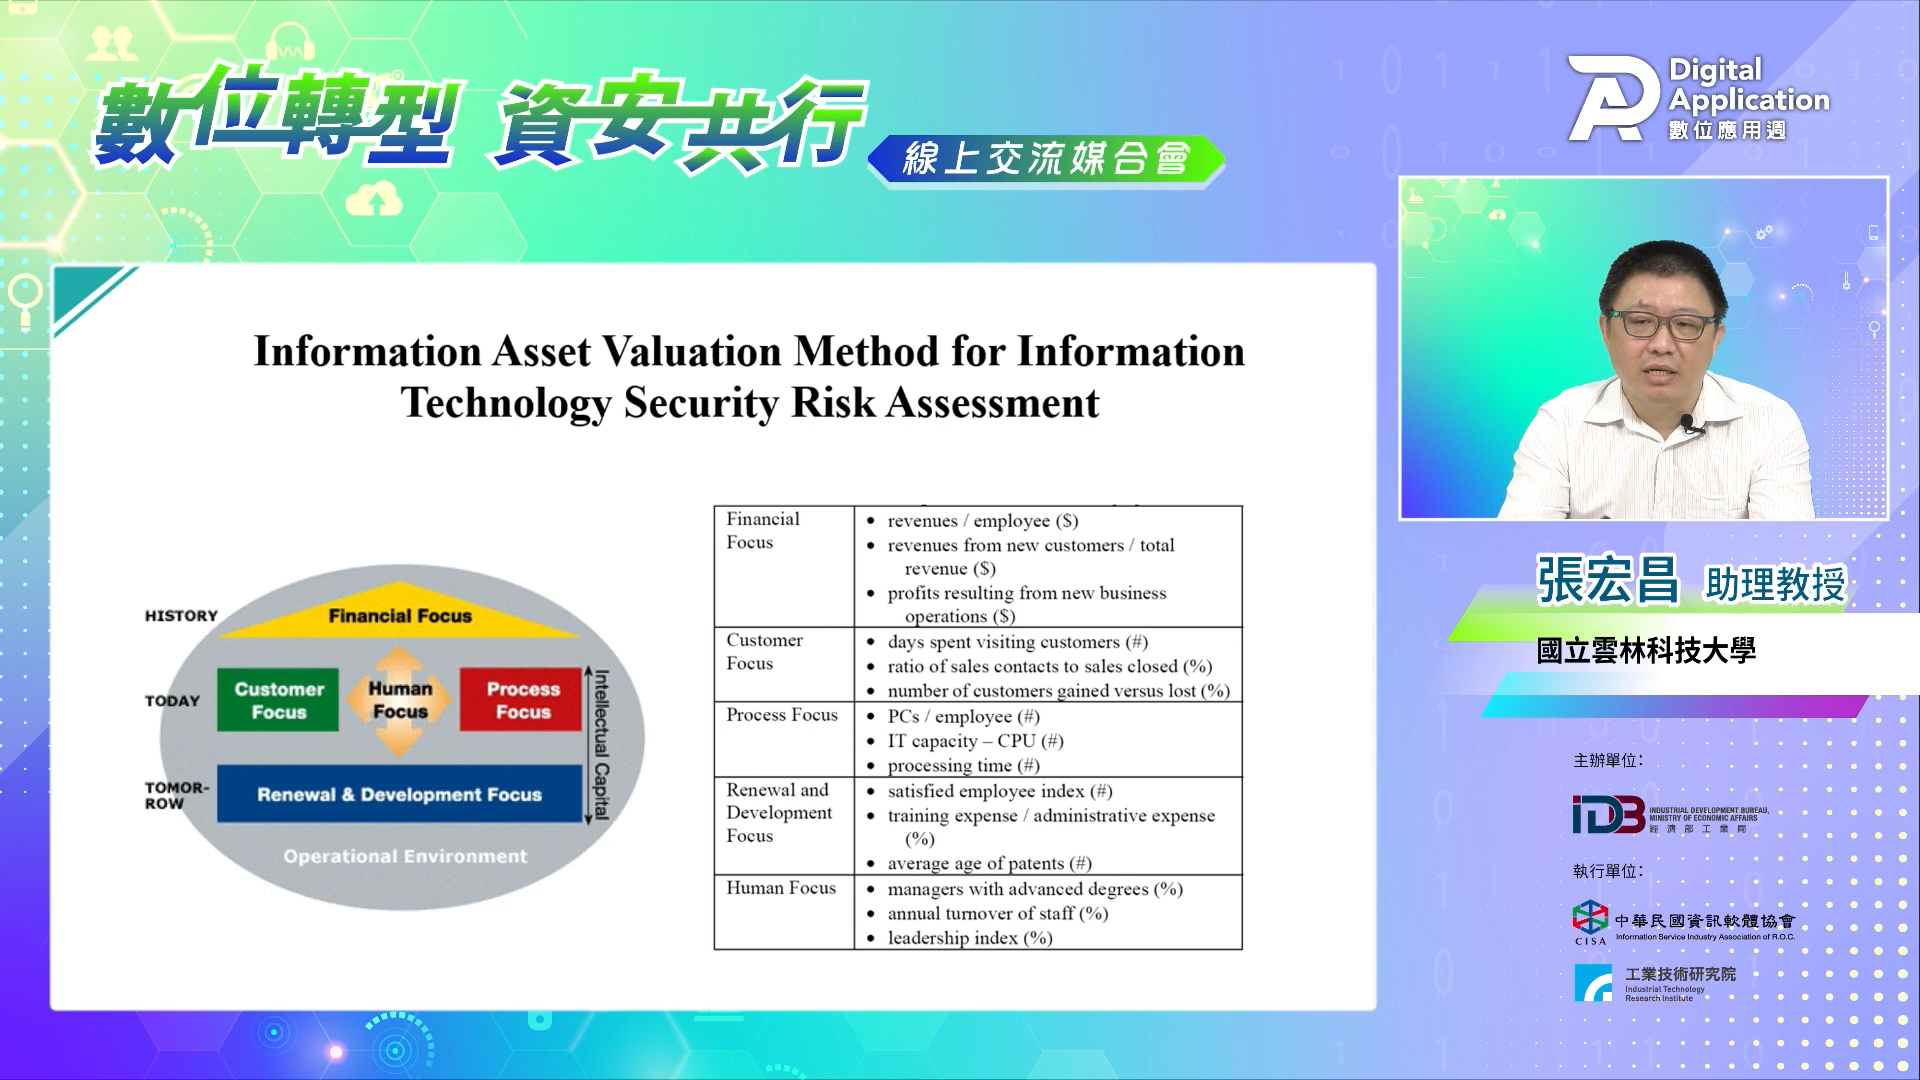 數位轉型 資安共行
線上交流媒合會
Digital
Application
數位應用週
Information Asset Valuation Method for Information
Technology Security Risk Assessment
HISTORY
Financial Focus
TODAY
Customer
Focus
Human
Focus
Process
Focus
Intellectual Capital
TOMOR-
ROW
Renewal & Development Focus
Operational Environment
Financial
Focus
• revenues / employee ($)
• revenues from new customers / total
revenue ($)
• profits resulting from new business
operations ($)
Customer
Focus
• days spent visiting customers (#)
• ratio of sales contacts to sales closed (%)
• number of customers gained versus lost (%)
Process Focus
• PCs / employee (#)
• IT capacity – CPU (#)
• processing time (#)
Renewal and
Development
Focus
• satisfied employee index (#)
• training expense / administrative expense
(%)
• average age of patents (#)
Human Focus
• managers with advanced degrees (%)
• annual turnover of staff (%)
• leadership index (%)
張宏昌 助理教授
國立雲林科技大學
主辦單位:
IDB
INDUSTRIAL DEVELOPMENT BUREAU,
MINISTRY OF ECONOMIC AFFAIRS
經濟部工業局
執行單位:
CISA
中華民國資訊軟體協會
Information Service Industry Association of R.O.C.
工業技術研究院
Industrial Technology
Research Institute